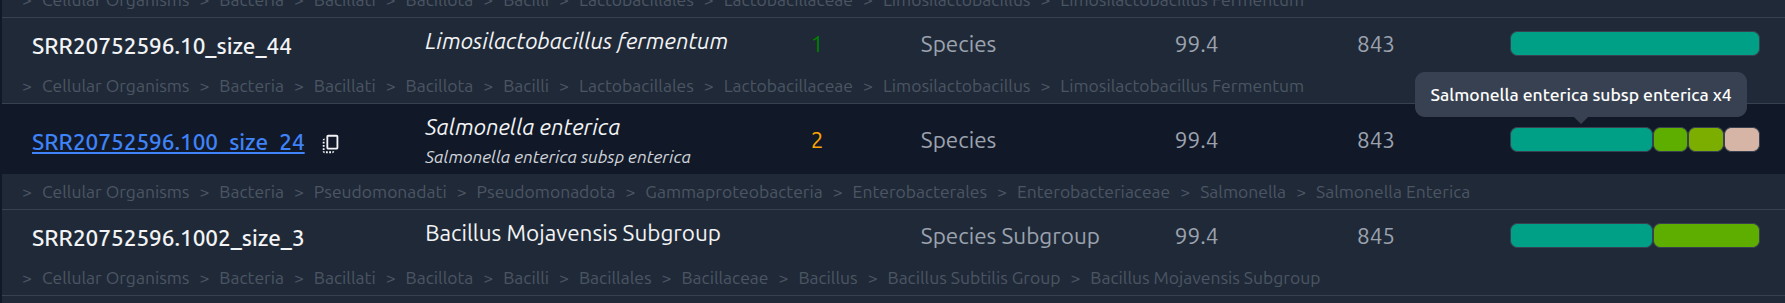 > Cellular Organisms > Bacteria > Bacillati > Bacillota > Bacilli > Lactobacillales > Lactobacillaceae > Limosilactobacillus > Limosilactobacillus Fermentum
SRR20752596.10_size_44 Limosilactobacillus fermentum 1 Species 99.4 843
> Cellular Organisms > Bacteria > Bacillati > Bacillota > Bacilli > Lactobacillales > Lactobacillaceae > Limosilactobacillus > Limosilactobacillus Fermentum
Salmonella enterica subsp enterica x4
SRR20752596.100_size_24 Salmonella enterica 2 Species 99.4 843
Salmonella enterica subsp enterica
> Cellular Organisms > Bacteria > Pseudomonadati > Pseudomonadota > Gammaproteobacteria > Enterobacterales > Enterobacteriaceae > Salmonella > Salmonella Enterica
SRR20752596.1002_size_3 Bacillus Mojavensis Subgroup Species Subgroup 99.4 845
> Cellular Organisms > Bacteria > Bacillati > Bacillota > Bacilli > Bacillales > Bacillaceae > Bacillus > Bacillus Subtilis Group > Bacillus Mojavensis Subgroup